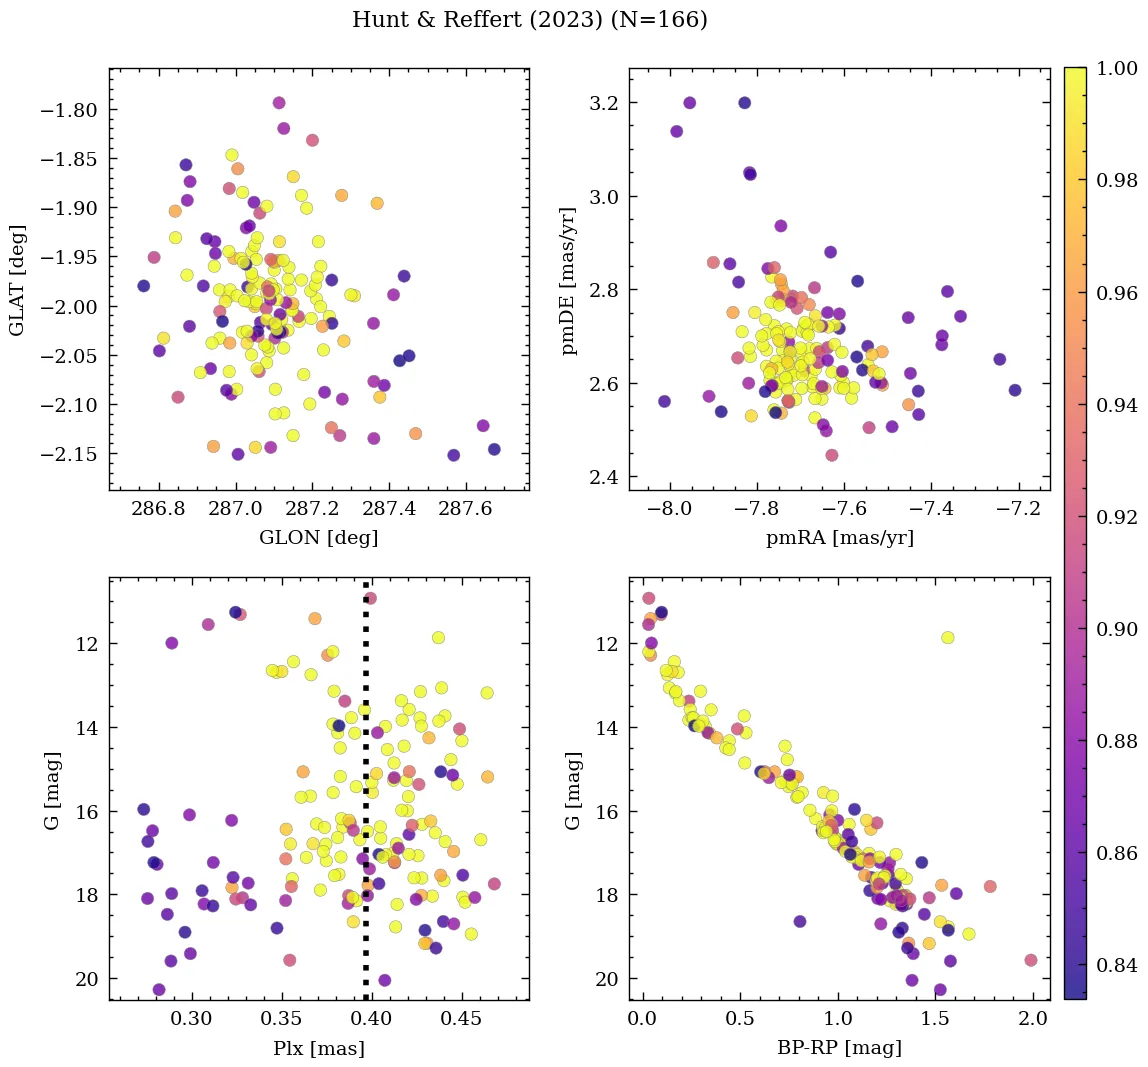 Hunt & Reffert (2023) (N=166)
−1.80
−1.85
−1.90
−1.95
−2.00
−2.05
−2.10
−2.15
GLAT [deg]
286.8 287.0 287.2 287.4 287.6
GLON [deg]
3.2
3.0
2.8
2.6
2.4
pmDE [mas/yr]
−8.0 −7.8 −7.6 −7.4 −7.2
pmRA [mas/yr]
12
14
16
18
20
G [mag]
0.30 0.35 0.40 0.45
Plx [mas]
12
14
16
18
20
G [mag]
0.0 0.5 1.0 1.5 2.0
BP-RP [mag]
1.00
0.98
0.96
0.94
0.92
0.90
0.88
0.86
0.84